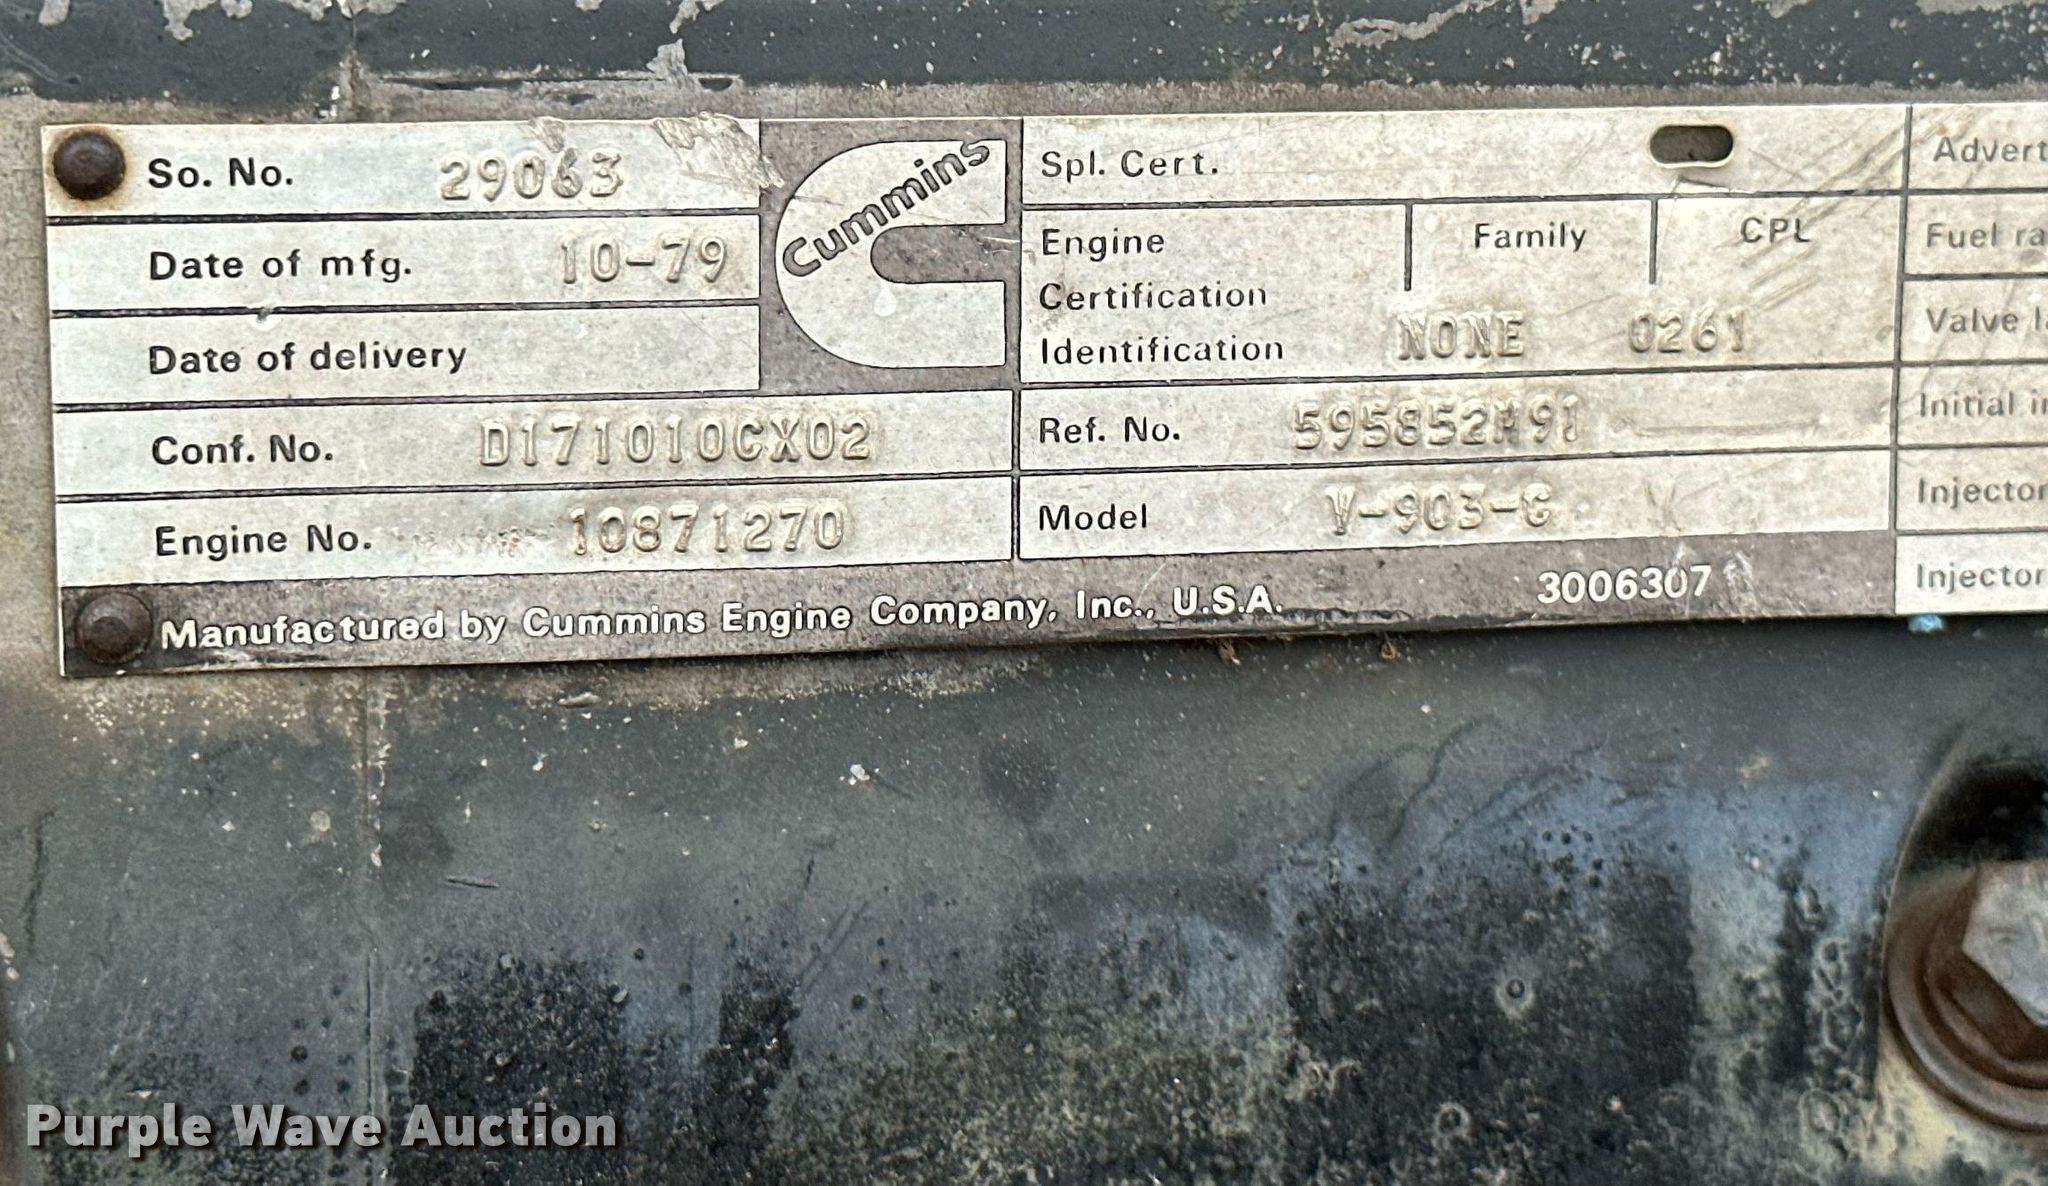 So. No. 29063
Date of mfg. 10-79
Date of delivery
Conf. No. D171010CX02
Engine No. 10871270
Cummins
Spl. Cert.
Engine Family CPL
Certification
Identification NONE 0261
Ref. No. 595852M91
Model V-903-C
Manufactured by Cummins Engine Company, Inc., U.S.A. 3006307
Advert
Fuel ra
Valve l
Initial i
Injector
Injector
Purple Wave Auction